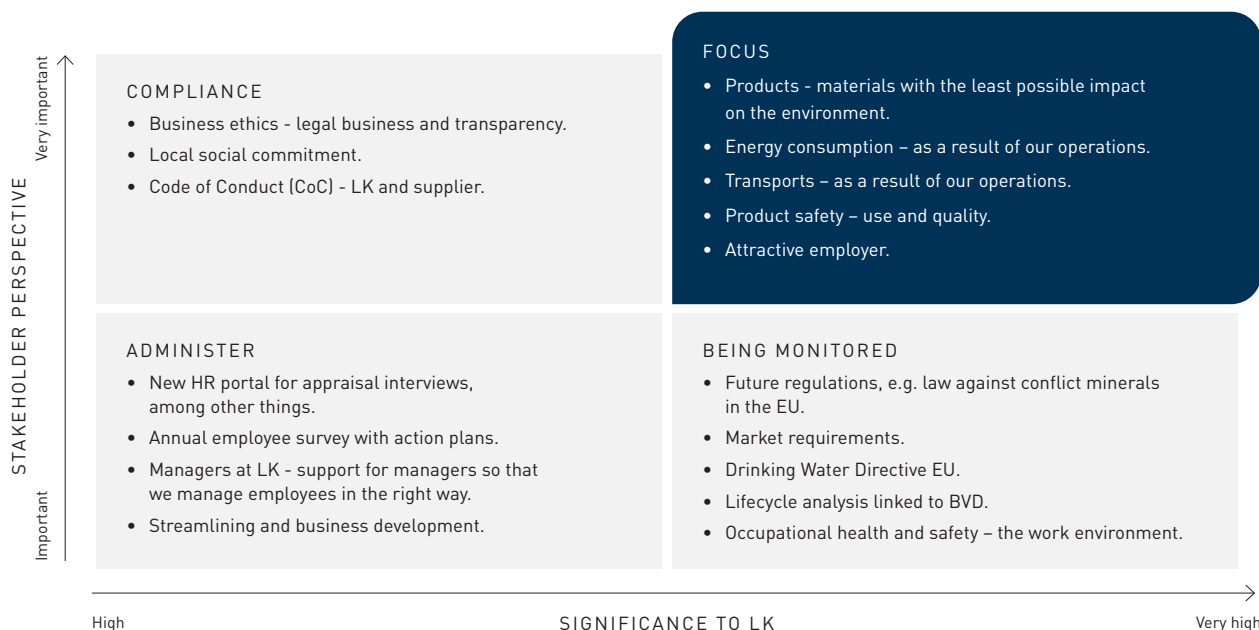 STAKEHOLDER PERSPECTIVE
Very important
Important
COMPLIANCE
• Business ethics - legal business and transparency.
• Local social commitment.
• Code of Conduct (CoC) - LK and supplier.
FOCUS
• Products - materials with the least possible impact
on the environment.
• Energy consumption – as a result of our operations.
• Transports – as a result of our operations.
• Product safety – use and quality.
• Attractive employer.
ADMINISTER
• New HR portal for appraisal interviews,
among other things.
• Annual employee survey with action plans.
• Managers at LK - support for managers so that
we manage employees in the right way.
• Streamlining and business development.
BEING MONITORED
• Future regulations, e.g. law against conflict minerals
in the EU.
• Market requirements.
• Drinking Water Directive EU.
• Lifecycle analysis linked to BVD.
• Occupational health and safety – the work environment.
High
SIGNIFICANCE TO LK
Very high